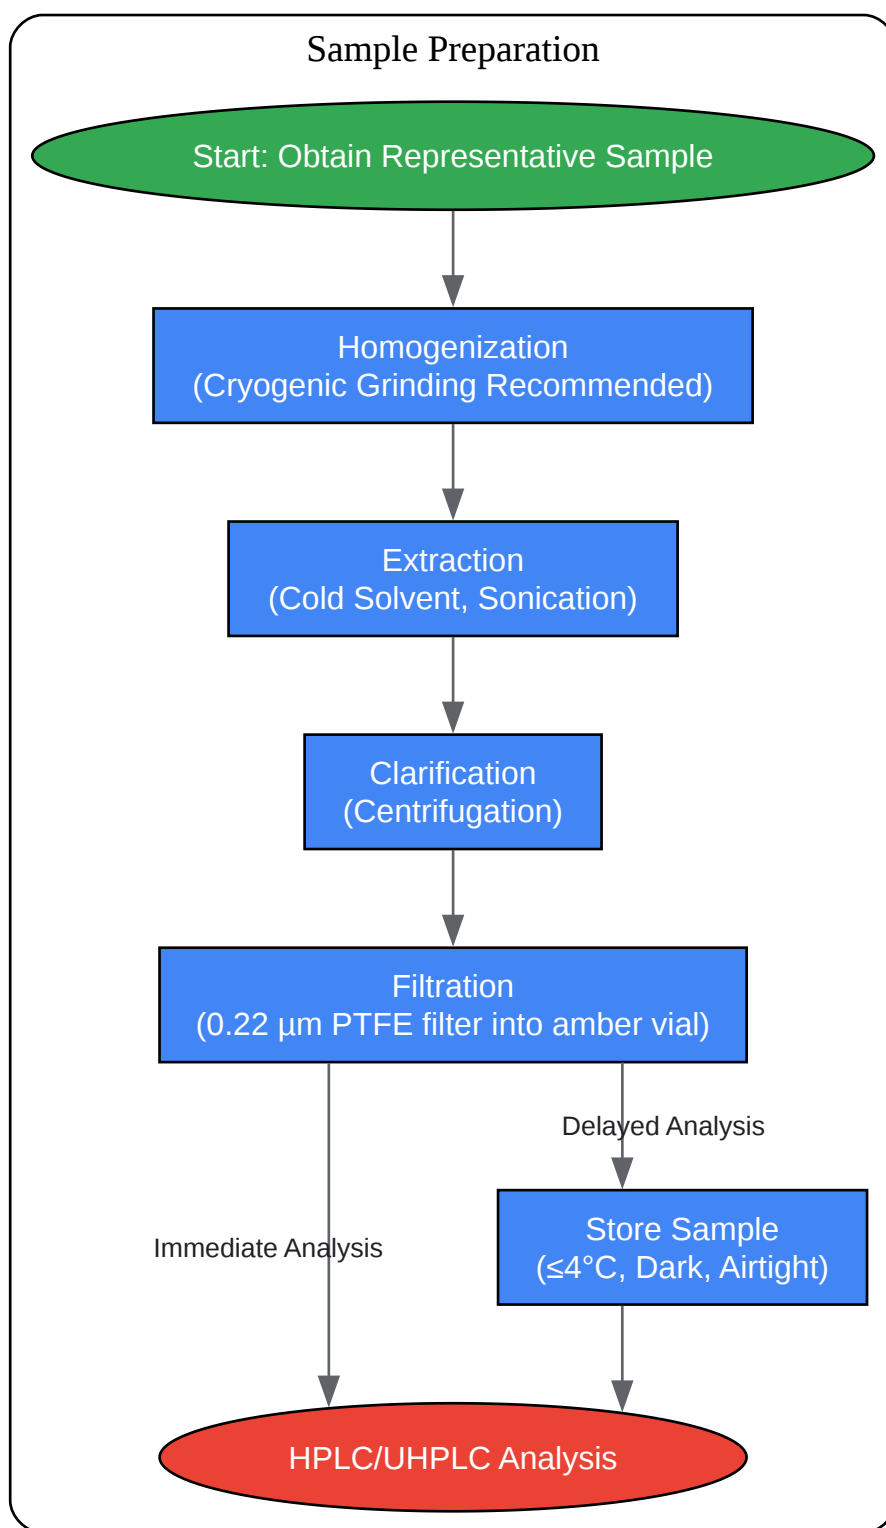 Sample Preparation
Start: Obtain Representative Sample
Homogenization
(Cryogenic Grinding Recommended)
Extraction
(Cold Solvent, Sonication)
Clarification
(Centrifugation)
Filtration
(0.22 µm PTFE filter into amber vial)
Delayed Analysis
Immediate Analysis
Store Sample
(≤4°C, Dark, Airtight)
HPLC/UHPLC Analysis